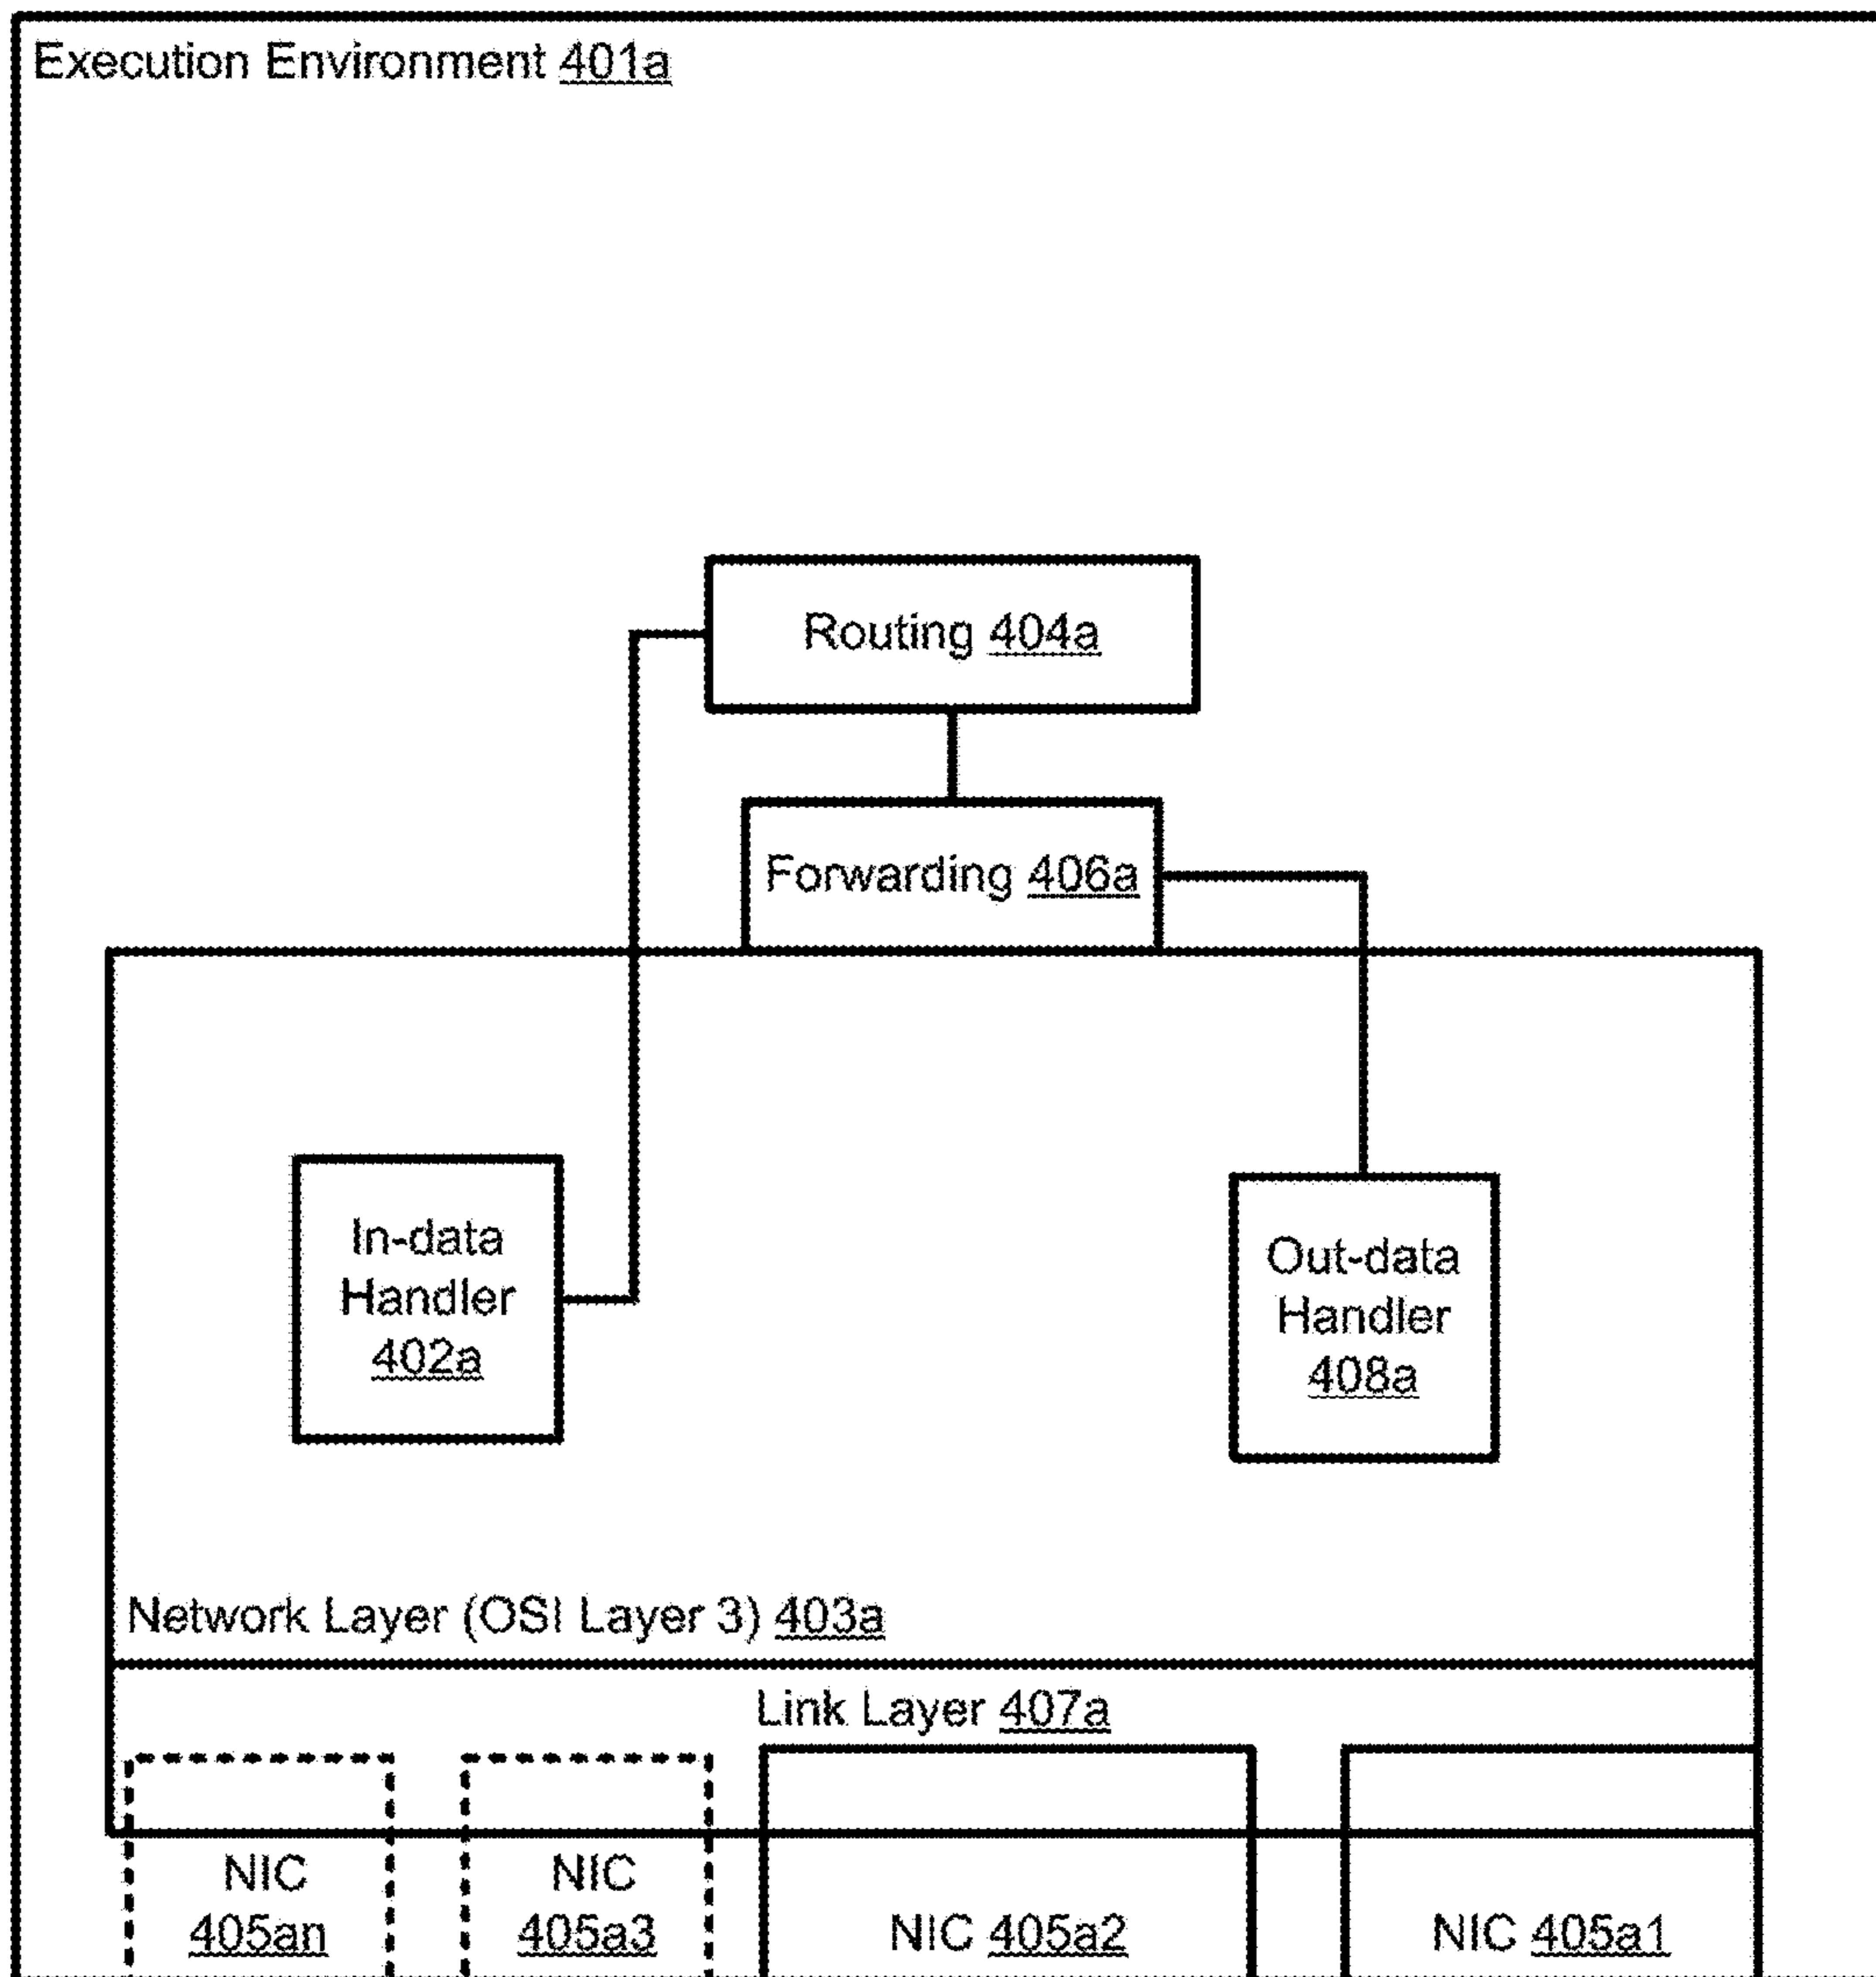 Execution Environment 401a
Routing 404a
Forwarding 406a
In-data
Handler
402a
Out-data
Handler
408a
Network Layer (OSI Layer 3) 403a
Link Layer 407a
NIC
405an
NIC
405a3
NIC 405a2
NIC 405a1